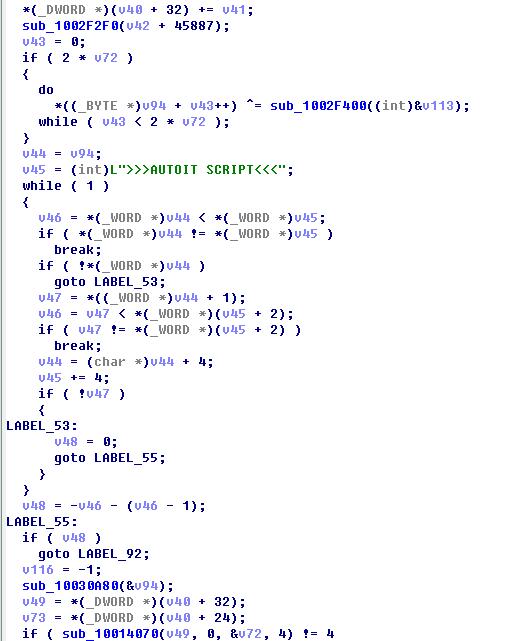 *(_DWORD *)(v40 + 32) += v41;
sub_1002F2F0(v42 + 45887);
v43 = 0;
if ( 2 * v72 )
{
do
*((_BYTE *)v94 + v43++) ^= sub_1002F400((int)&v113);
while ( v43 < 2 * v72 );
}
v44 = v94;
v45 = (int)L">>>AUTOIT SCRIPT<<<";
while ( 1 )
{
v46 = *(_WORD *)v44 < *(_WORD *)v45;
if ( *(_WORD *)v44 != *(_WORD *)v45 )
break;
if ( !*(_WORD *)v44 )
goto LABEL_53;
v47 = *((_WORD *)v44 + 1);
v46 = v47 < *(_WORD *)(v45 + 2);
if ( v47 != *(_WORD *)(v45 + 2) )
break;
v44 = (char *)v44 + 4;
v45 += 4;
if ( !v47 )
{
LABEL_53:
v48 = 0;
goto LABEL_55;
}
}
v48 = -v46 - (v46 - 1);
LABEL_55:
if ( v48 )
goto LABEL_92;
v116 = -1;
sub_10030A80(&v94);
v49 = *(_DWORD *)(v40 + 32);
v73 = *(_DWORD *)(v40 + 24);
if ( sub_10014070(v49, 0, &v72, 4) != 4